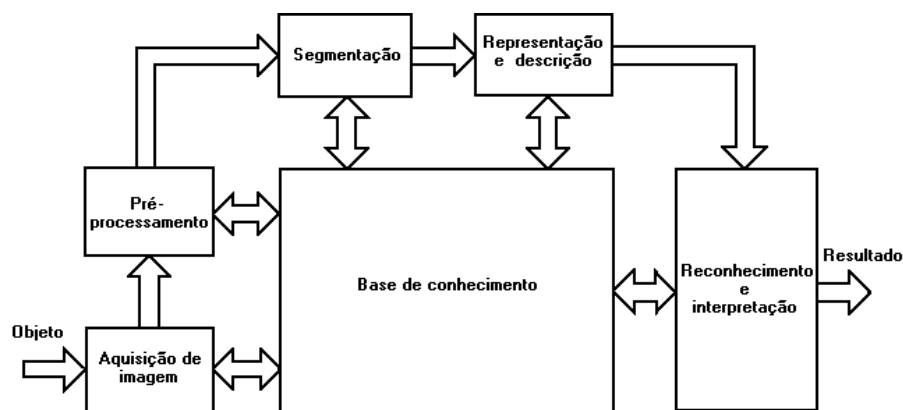 Segmentação
Representação
e descrição
Pré-
processamento
Base de conhecimento
Reconhecimento
e
interpretação
Resultado
Objeto
Aquisição de
imagem